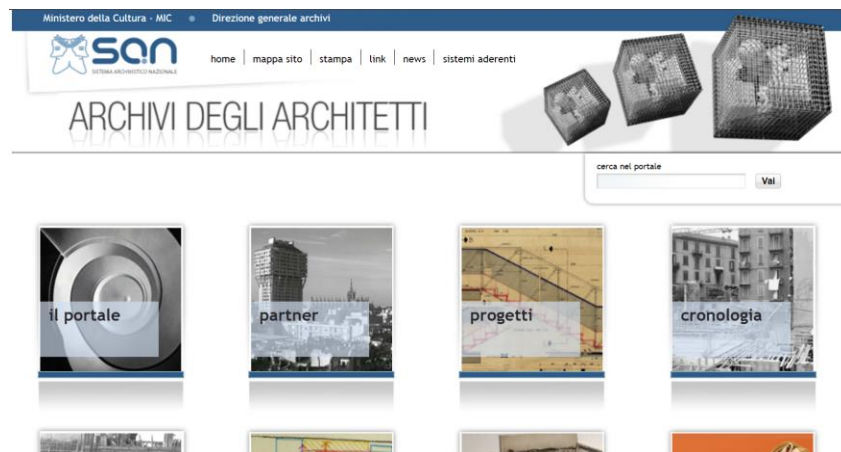 Ministero della Cultura - MIC • Direzione generale archivi
san
SISTEMA ARCHIVISTICO NAZIONALE
home | mappa sito | stampa | link | news | sistemi aderenti
ARCHIVI DEGLI ARCHITETTI
cerca nel portale
Vai
il portale
partner
progetti
cronologia